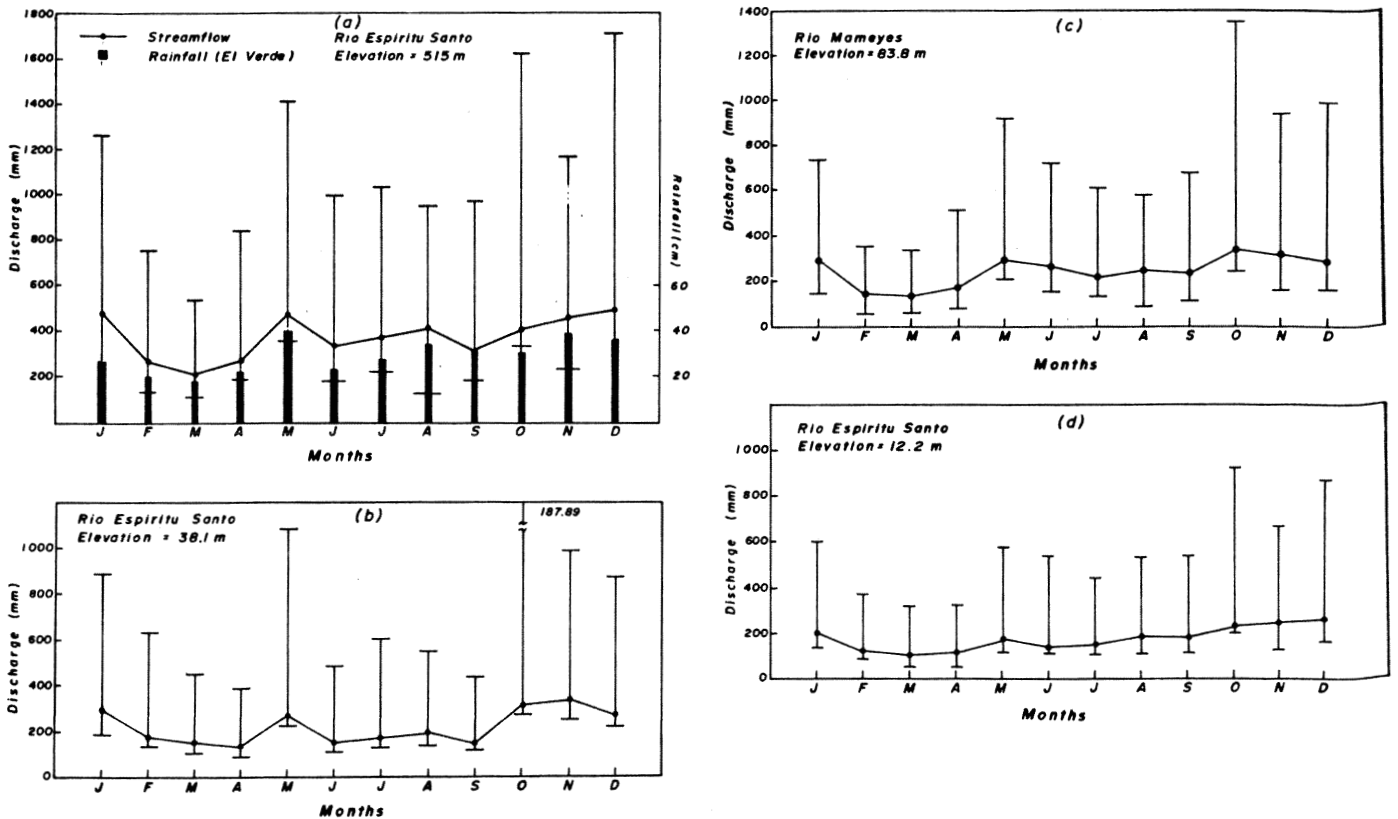 (a)
Streamflow
Rainfall (El Verde)
Rio Espiritu Santo
Elevation = 515 m
1800
1600
1400
1200
1000
800
600
400
200
Discharge (mm)
60
40
20
Rainfall (cm)
J F M A M J J A S O N D
Months
(b)
Rio Espiritu Santo
Elevation = 38.1 m
187.89
1000
800
600
400
200
0
Discharge (mm)
J F M A M J J A S O N D
Months
(c)
Rio Mameyes
Elevation = 83.8 m
1400
1200
1000
800
600
400
200
0
Discharge (mm)
J F M A M J J A S O N D
Months
(d)
Rio Espiritu Santo
Elevation = 12.2 m
1000
800
600
400
200
0
Discharge (mm)
J F M A M J J A S O N D
Months